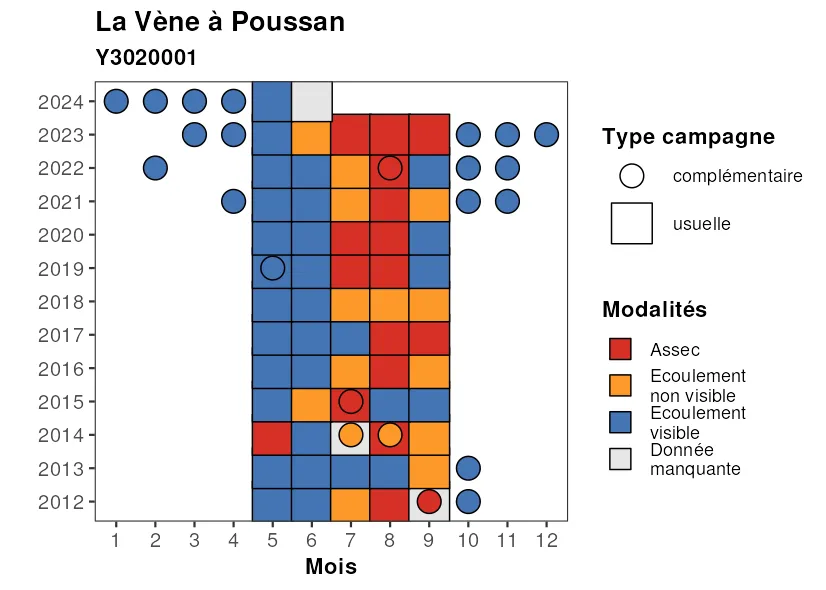 La Vène à Poussan
Y3020001
2024
2023
2022
2021
2020
2019
2018
2017
2016
2015
2014
2013
2012
1 2 3 4 5 6 7 8 9 10 11 12
Mois
Type campagne
complémentaire
usuelle
Modalités
Assec
Ecoulement
non visible
Ecoulement
visible
Donnée
manquante